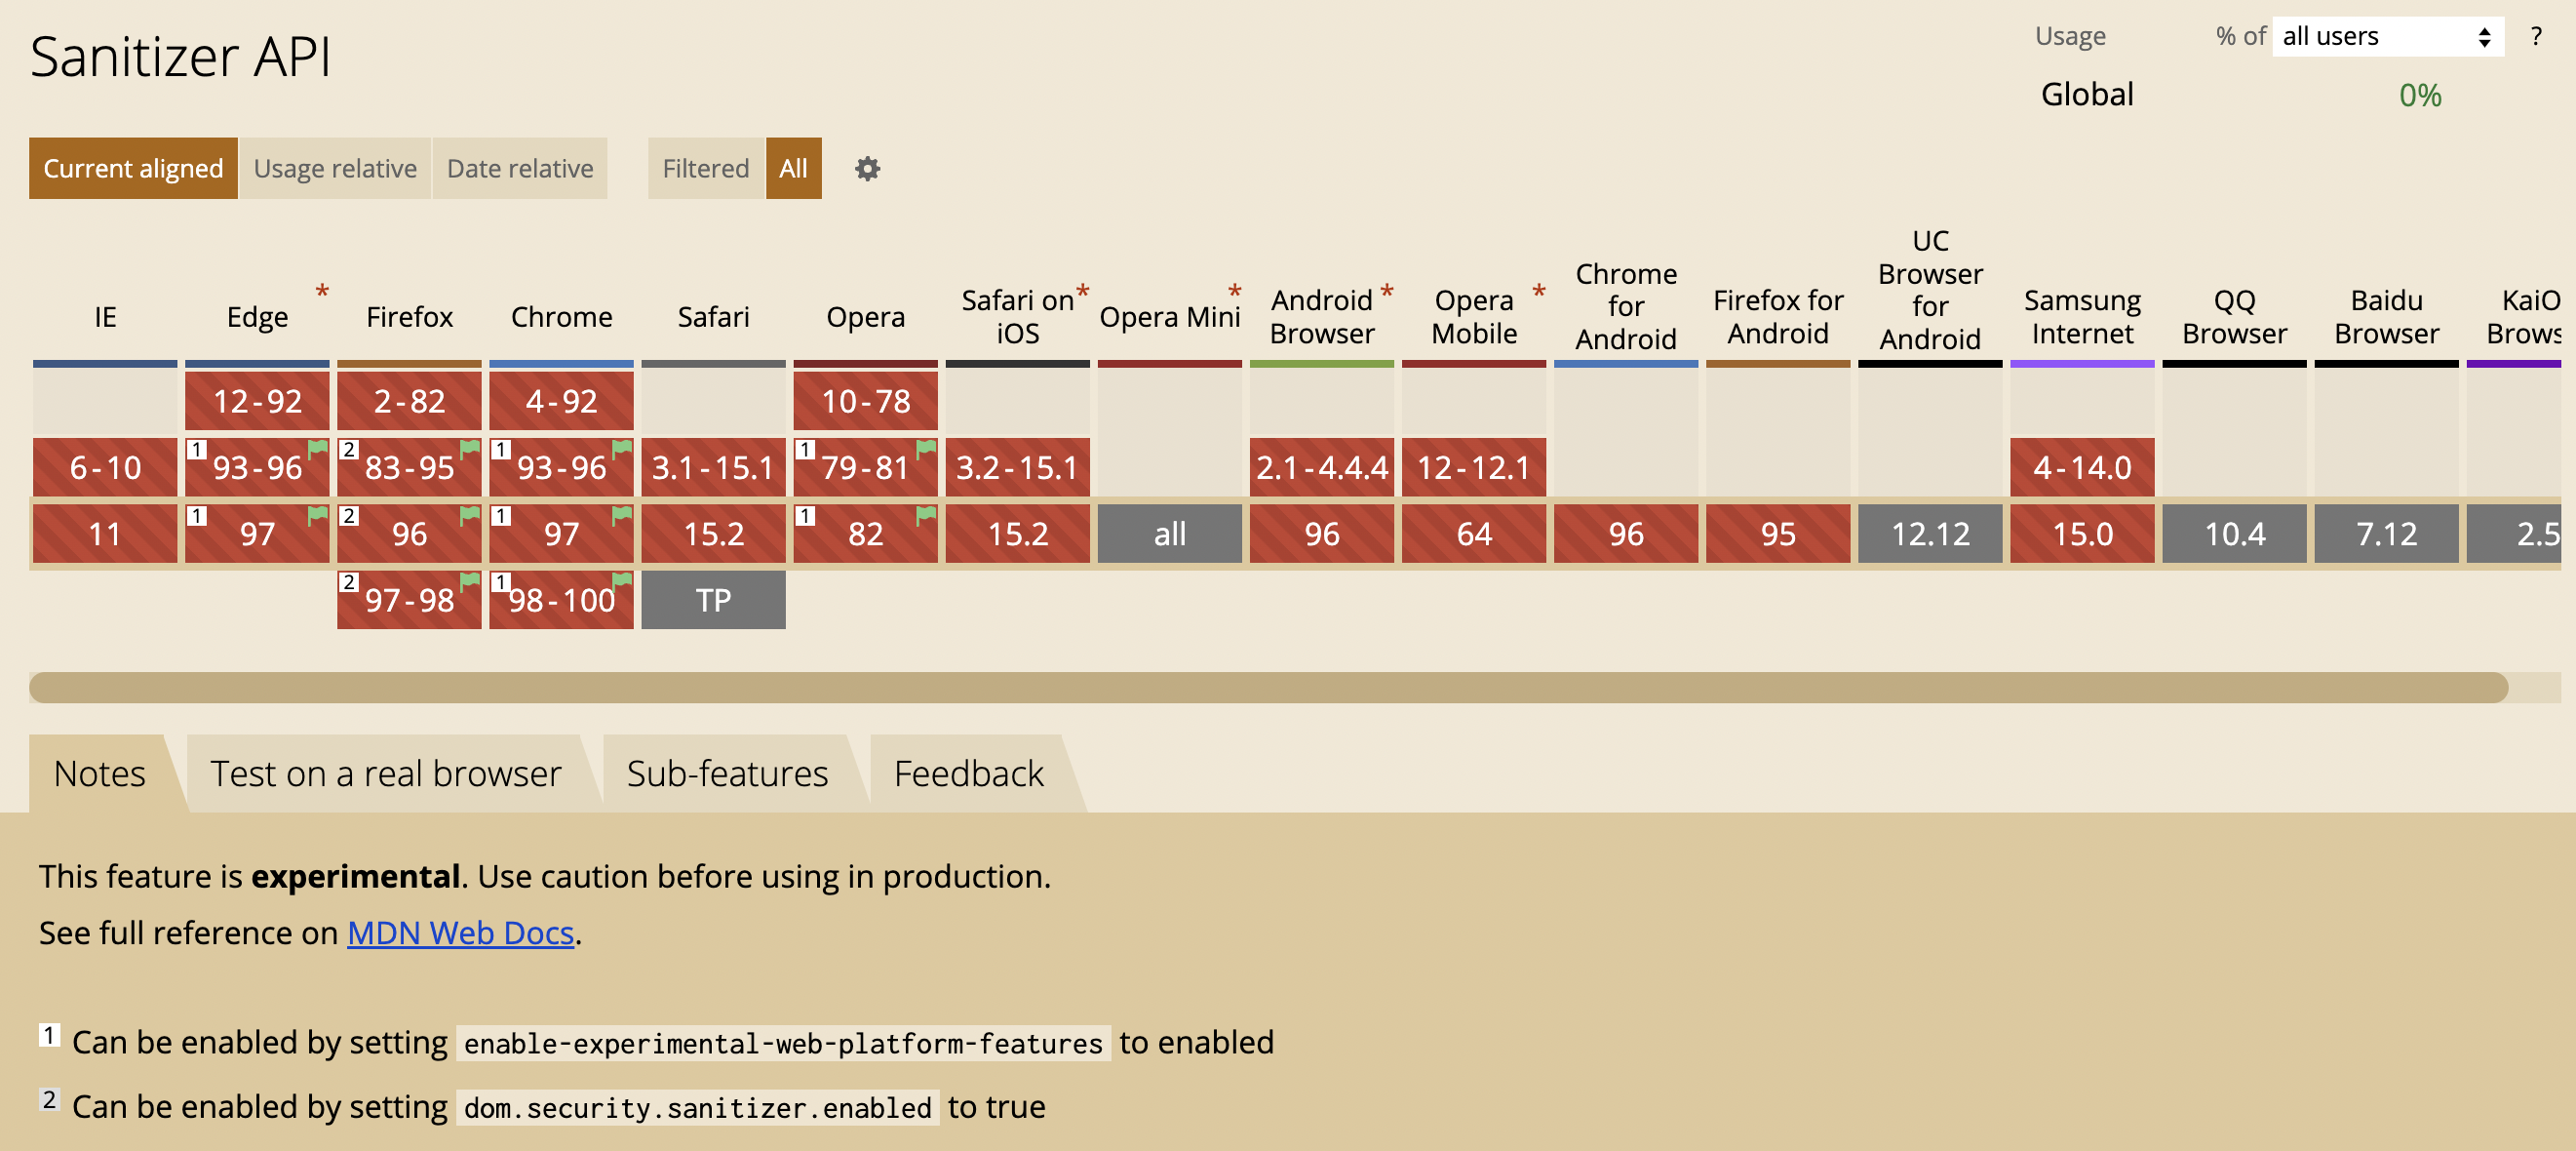 Sanitizer API
Usage % of all users ?
Global 0%
Current aligned Usage relative Date relative Filtered All
IE Edge * Firefox Chrome Safari Opera Safari on iOS * Opera Mini * Android Browser * Opera Mobile * Chrome for Android Firefox for Android UC Browser for Android Samsung Internet QQ Browser Baidu Browser KaiO Brows
12-92 2-82 4-92 10-78
6-10 1 93-96 2 83-95 1 93-96 3.1-15.1 1 79-81 3.2-15.1 2.1-4.4.4 12-12.1 4-14.0
11 1 97 2 96 1 97 15.2 1 82 15.2 all 96 64 96 95 12.12 15.0 10.4 7.12 2.5
2 97-98 1 98-100 TP
Notes Test on a real browser Sub-features Feedback
This feature is experimental. Use caution before using in production.
See full reference on MDN Web Docs.
1 Can be enabled by setting enable-experimental-web-platform-features to enabled
2 Can be enabled by setting dom.security.sanitizer.enabled to true